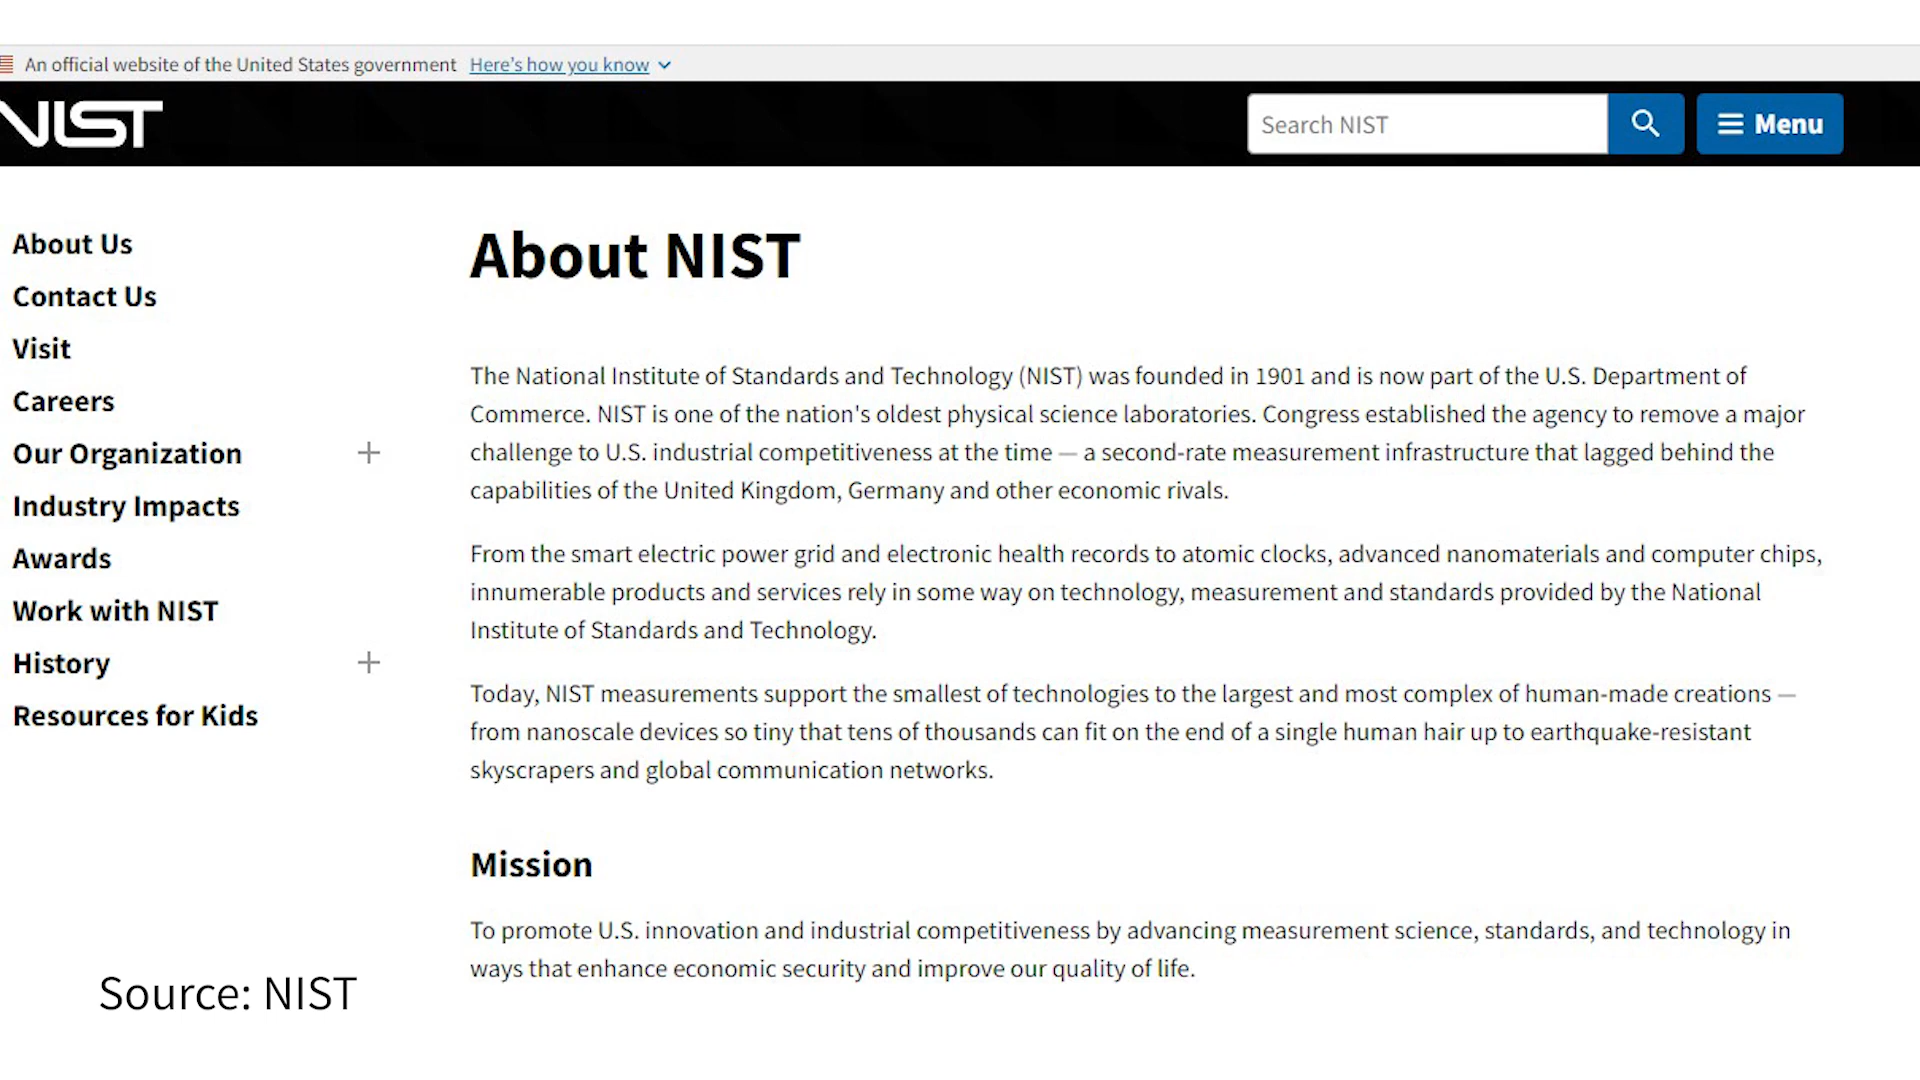 An official website of the United States government Here's how you know
NIST
Search NIST
Menu
About Us
Contact Us
Visit
Careers
Our Organization
Industry Impacts
Awards
Work with NIST
History
Resources for Kids
About NIST
The National Institute of Standards and Technology (NIST) was founded in 1901 and is now part of the U.S. Department of
Commerce. NIST is one of the nation's oldest physical science laboratories. Congress established the agency to remove a major
challenge to U.S. industrial competitiveness at the time — a second-rate measurement infrastructure that lagged behind the
capabilities of the United Kingdom, Germany and other economic rivals.
From the smart electric power grid and electronic health records to atomic clocks, advanced nanomaterials and computer chips,
innumerable products and services rely in some way on technology, measurement and standards provided by the National
Institute of Standards and Technology.
Today, NIST measurements support the smallest of technologies to the largest and most complex of human-made creations —
from nanoscale devices so tiny that tens of thousands can fit on the end of a single human hair up to earthquake-resistant
skyscrapers and global communication networks.
Mission
To promote U.S. innovation and industrial competitiveness by advancing measurement science, standards, and technology in
ways that enhance economic security and improve our quality of life.
Source: NIST